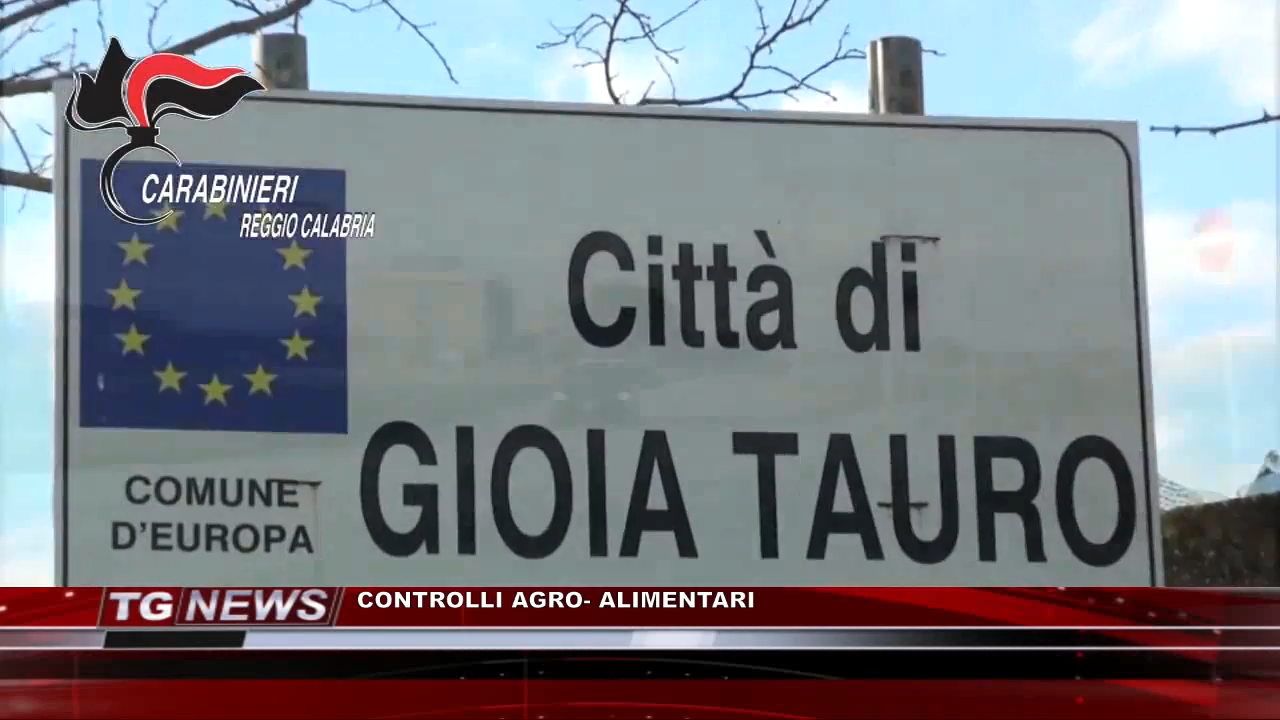 CARABINIERI
REGGIO CALABRIA
Città di
GIOIA TAURO
COMUNE
D'EUROPA
TG NEWS
CONTROLLI AGRO- ALIMENTARI